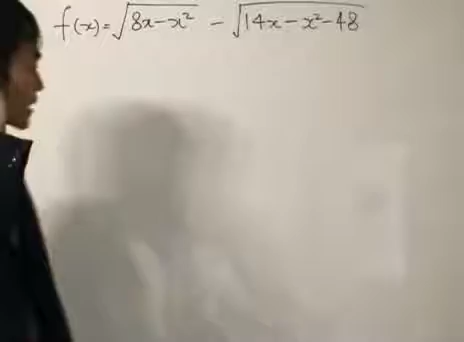 f(x)=√(8x-x²) - √(14x-x²-48)